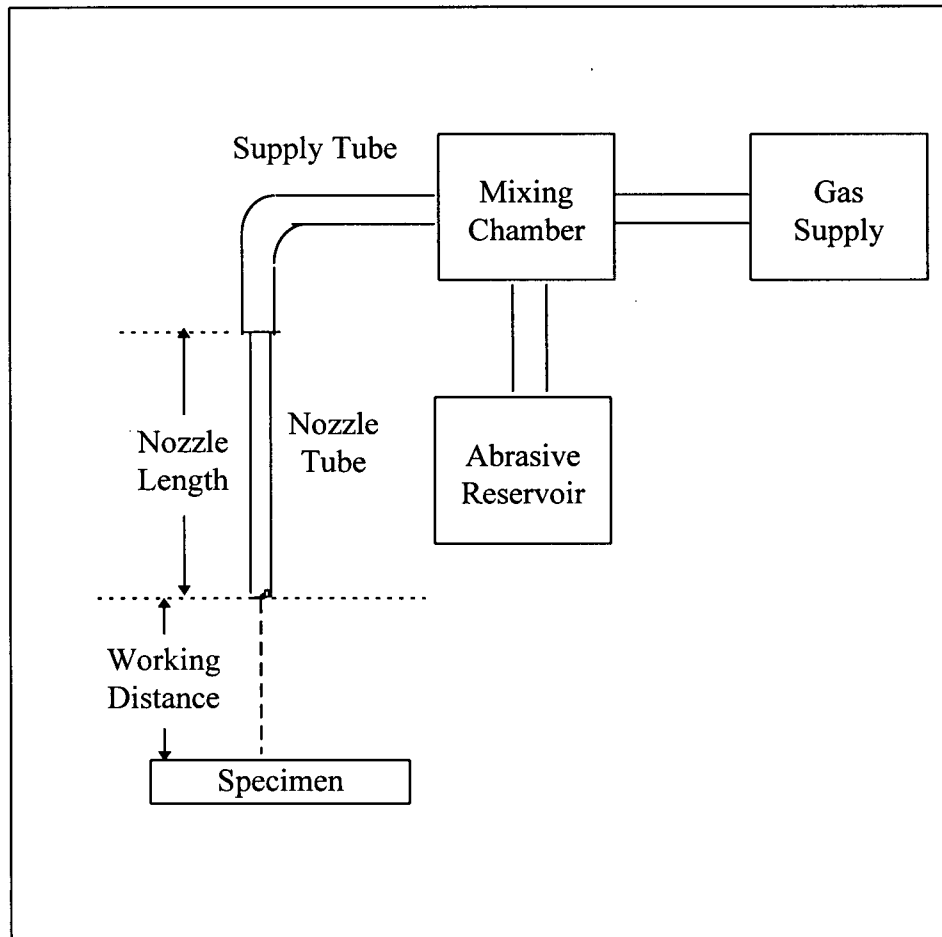 Supply Tube
Mixing
Chamber
Gas
Supply
Nozzle
Length
Nozzle
Tube
Abrasive
Reservoir
Working
Distance
Specimen